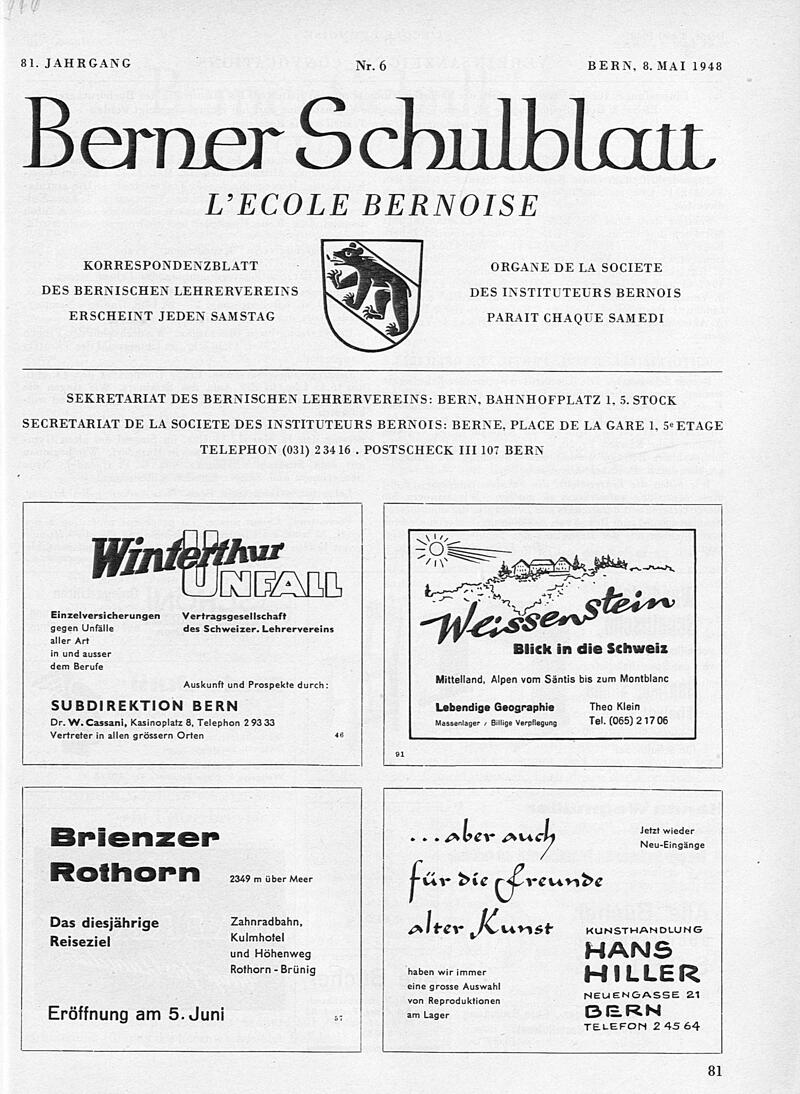 81. JAHRGANG
Nr. 6
BERN, 8. MAI 1948
Berner Schulblatt
L'ECOLE BERNOISE
KORRESPONDENZBLATT
DES BERNISCHEN LEHRERVEREINS
ERSCHEINT JEDEN SAMSTAG
ORGANE DE LA SOCIETE
DES INSTITUTEURS BERNOIS
PARAIT CHAQUE SAMEDI
SEKRETARIAT DES BERNISCHEN LEHRERVEREINS: BERN, BAHNHOFPLATZ 1, 5. STOCK
SECRETARIAT DE LA SOCIETE DES INSTITUTEURS BERNOIS: BERNE, PLACE DE LA GARE 1, 5e ETAGE
TELEPHON (031) 2 34 16 . POSTSCHECK III 107 BERN
Winterthur
UNFALL
Einzelversicherungen
gegen Unfälle
aller Art
in und ausser
dem Berufe
Vertragsgesellschaft
des Schweizer. Lehrervereins
Auskunft und Prospekte durch:
SUBDIREKTION BERN
Dr. W. Cassani, Kasinoplatz 8, Telephon 2 93 33
Vertreter in allen grössern Orten
46
Weissenstein
Blick in die Schweiz
Mittelland, Alpen vom Säntis bis zum Montblanc
Lebendige Geographie
Massenlager / Billige Verpflegung
Theo Klein
Tel. (065) 2 17 06
91
Brienzer
Rothorn
2349 m über Meer
Das diesjährige
Reiseziel
Zahnradbahn,
Kulmhotel
und Höhenweg
Rothorn - Brünig
Eröffnung am 5. Juni
57
...aber auch
für die Freunde
alter Kunst
Jetzt wieder
Neu-Eingänge
haben wir immer
eine grosse Auswahl
von Reproduktionen
am Lager
KUNSTHANDLUNG
HANS
HILLER
NEUENGASSE 21
BERN
TELEFON 2 45 64
81